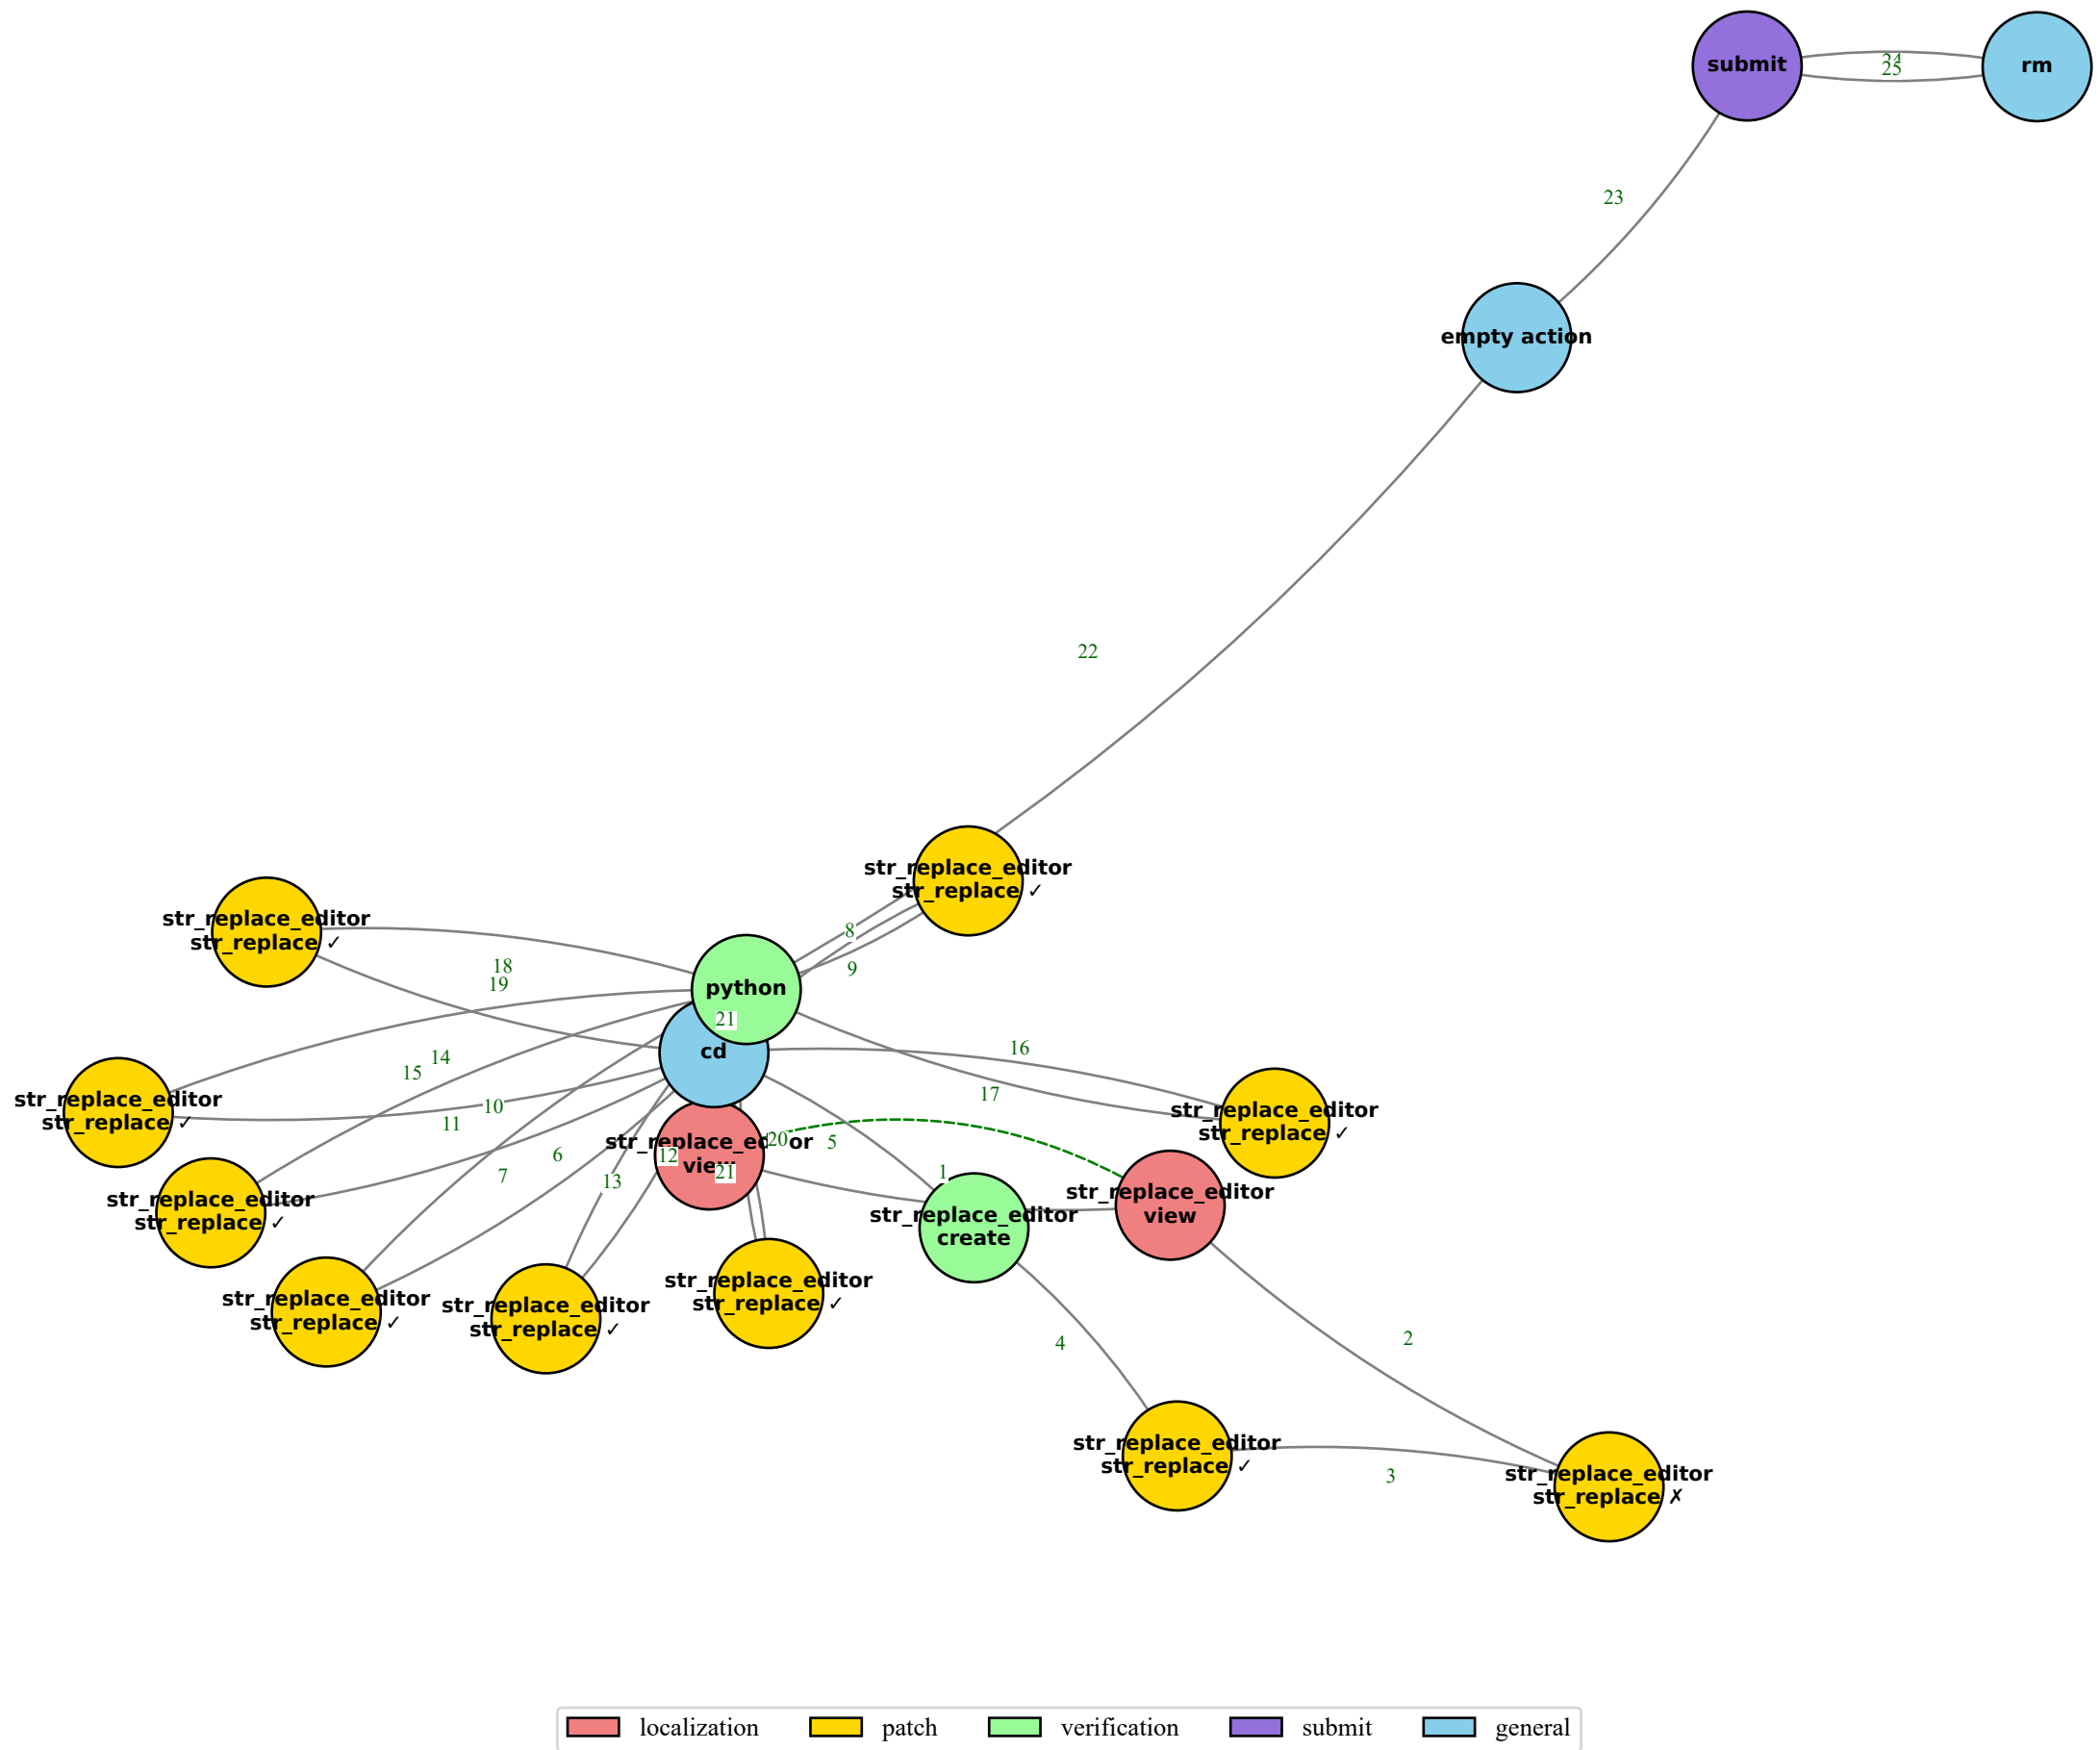 submit
24
25
rm
23
empty action
22
str_replace_editor
str_replace ✓
8
9
str_replace_editor
str_replace ✓
18
19
python
21
cd
16
17
14
15
str_replace_editor
str_replace ✓
10
11
str_replace_editor
str_replace ✓
20
5
str_replace_editor
view
12
21
6
7
13
1
str_replace_editor
view
str_replace_editor
create
str_replace_editor
str_replace ✓
str_replace_editor
str_replace ✓
str_replace_editor
str_replace ✓
str_replace_editor
str_replace ✓
4
2
str_replace_editor
str_replace ✓
3
str_replace_editor
str_replace ✓
str_replace_editor
str_replace ✗
localization
patch
verification
submit
general